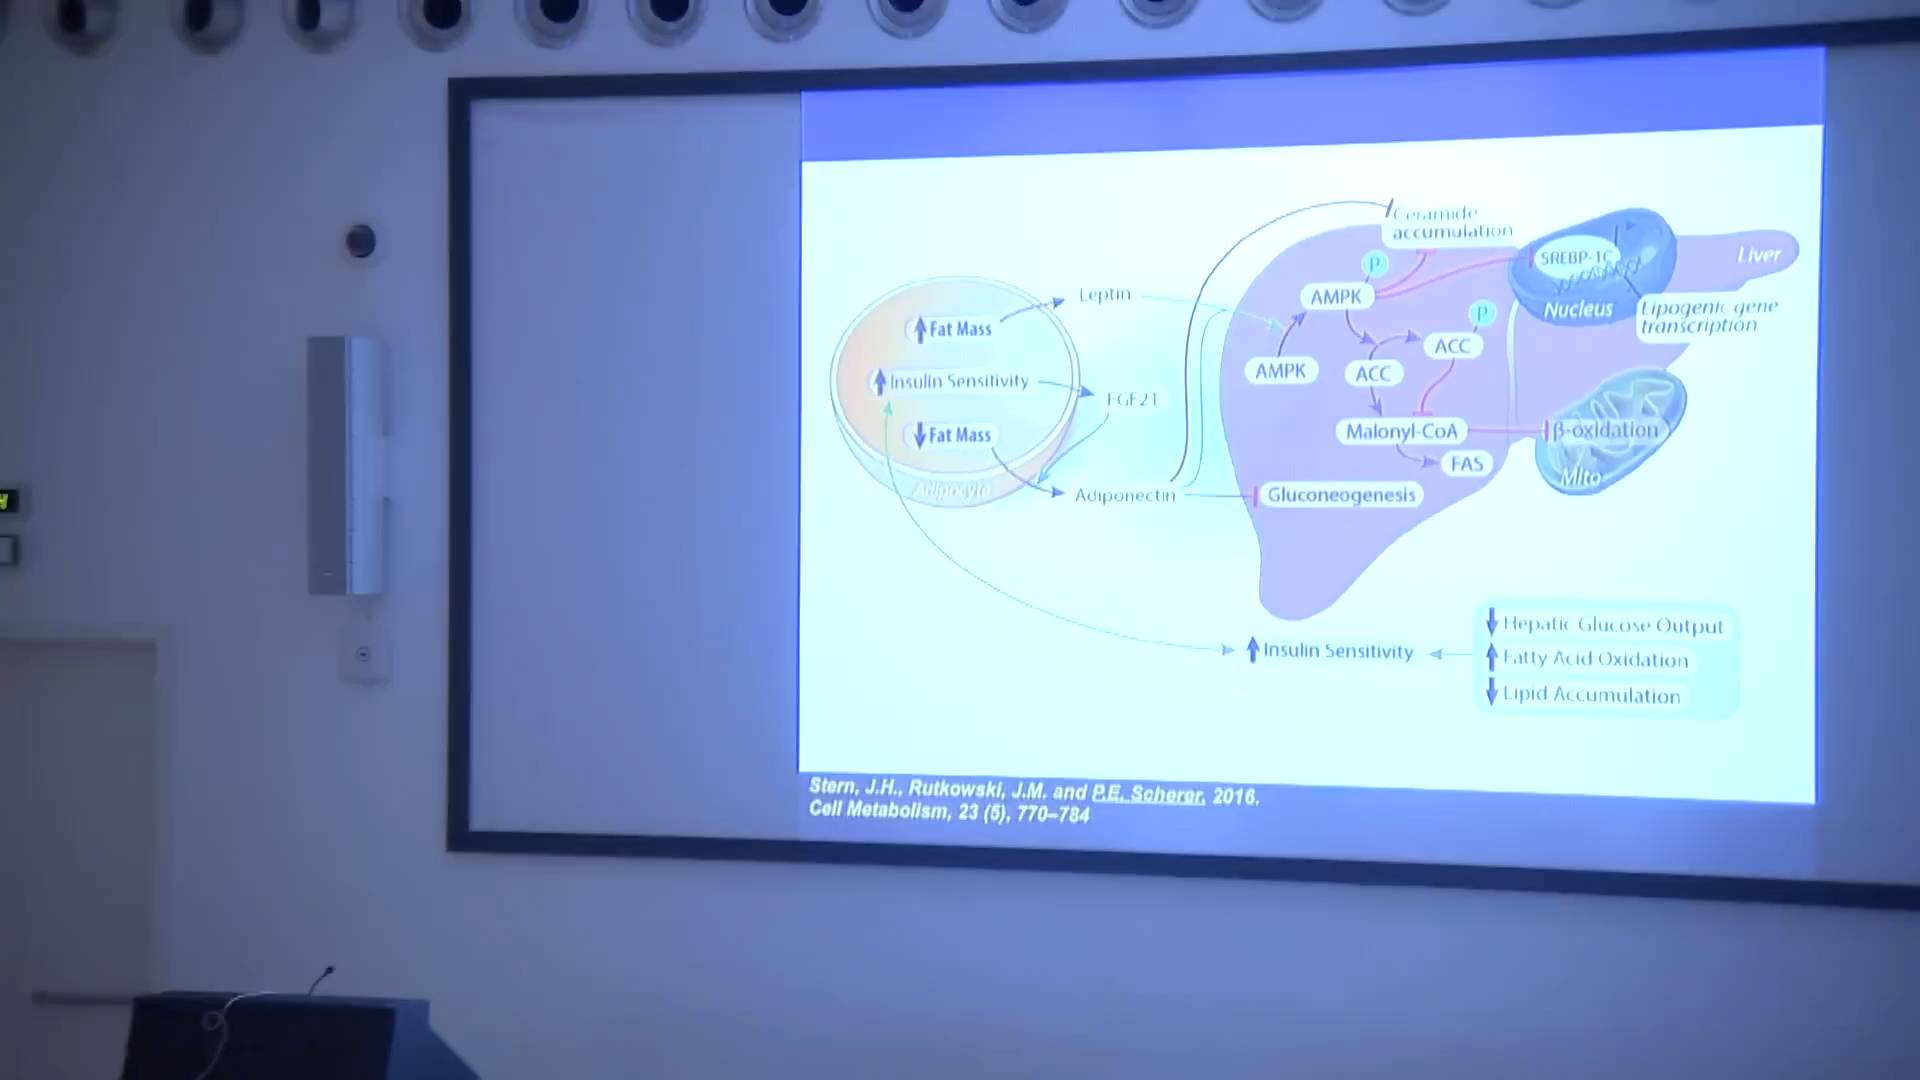 Ceramide
accumulation
P
SREBP-1C
Liver
Leptin
AMPK
Nucleus
Lipogenic gene
transcription
Fat Mass
P
ACC
AMPK
ACC
Insulin Sensitivity
FGF21
Fat Mass
Malonyl-CoA
β-oxidation
FAS
Mito
Adipocyte
Adiponectin
Gluconeogenesis
Hepatic Glucose Output
Insulin Sensitivity
Fatty Acid Oxidation
Lipid Accumulation
Stern, J.H., Rutkowski, J.M. and P.E. Scherer, 2016.
Cell Metabolism, 23 (5), 770–784